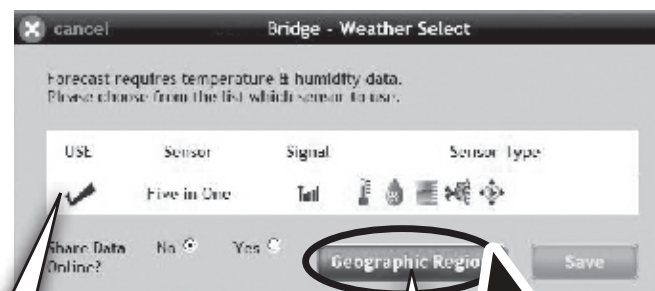 cancel Bridge - Weather Select
Forecast requires temperature & humidity data.
Please choose from the list which sensor to use.
USE Sensor Signal Sensor Type
Five in One
Share Data No Yes
Online? Geographic Regio Save